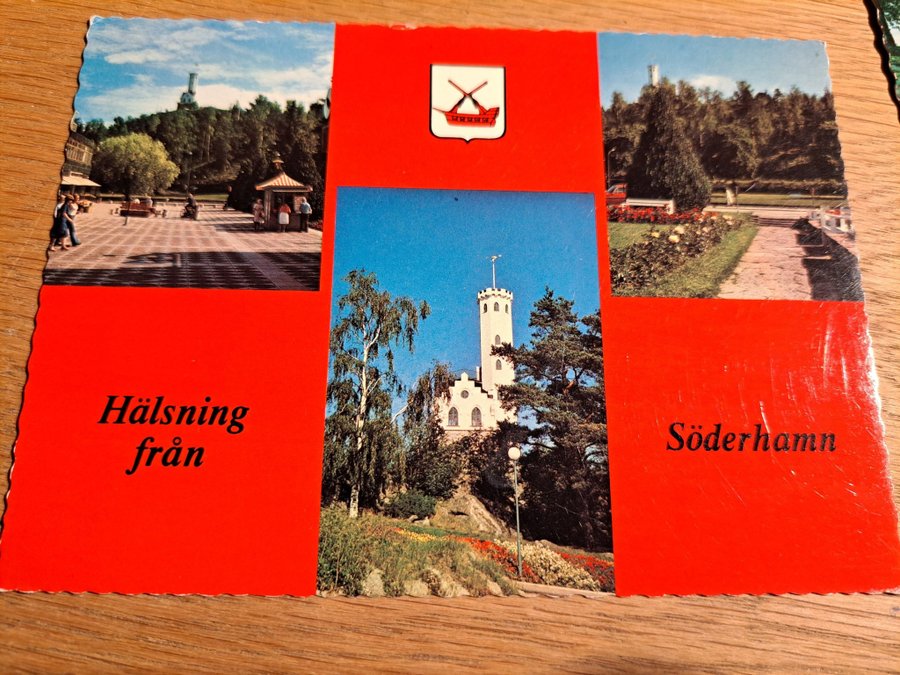 Hälsning
från
Söderhamn